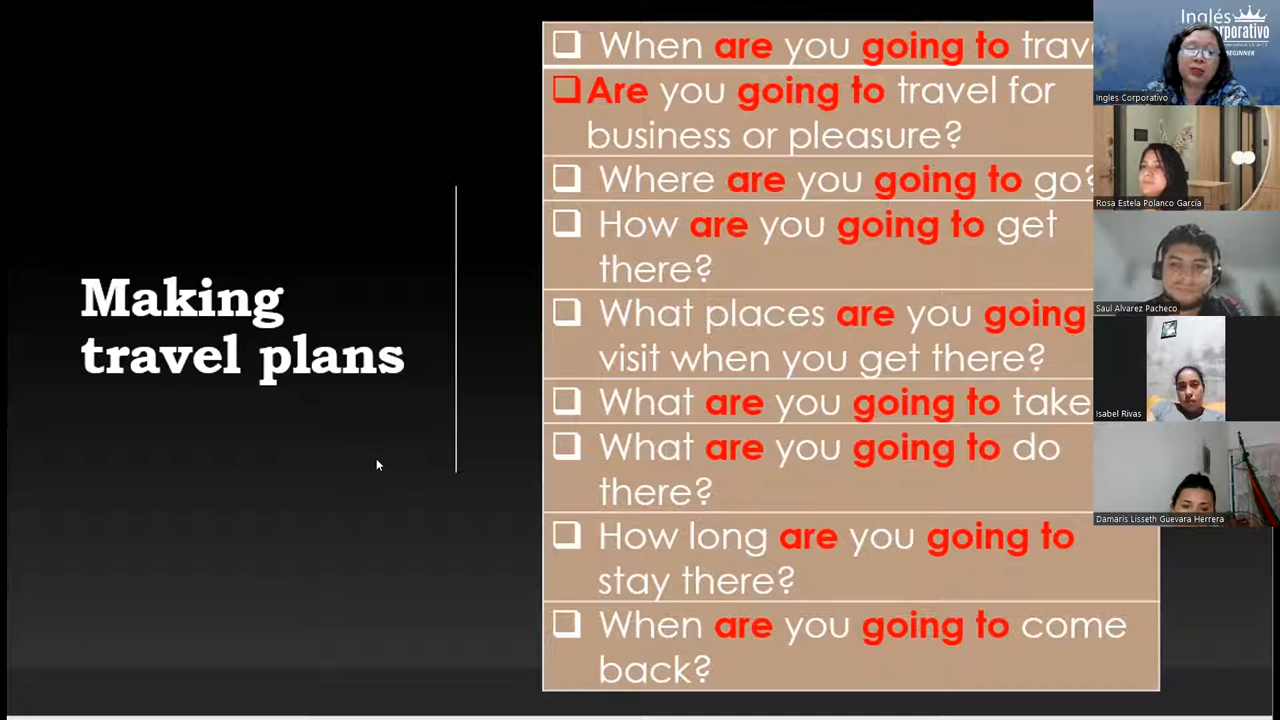 Making
travel plans
❑ When are you going to
❑ Are you going to travel for
business or pleasure?
❑ Where are you going to go?
❑ How are you going to get
there?
❑ What places are you going
visit when you get there?
❑ What are you going to take
❑ What are you going to do
there?
❑ How long are you going to
stay there?
❑ When are you going to come
back?
Inglés
BEGINNER
Ingles Corporativo
Rosa Estela Polanco García
Saul Alvarez Pacheco
Isabel Rivas
Damaris Lisseth Guevara Herrera